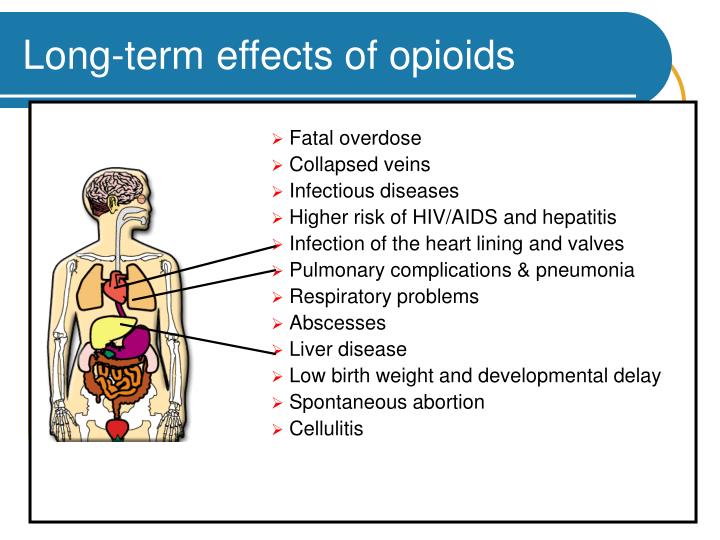 Long-term effects of opioids
Fatal overdose
Collapsed veins
Infectious diseases
Higher risk of HIV/AIDS and hepatitis
Infection of the heart lining and valves
Pulmonary complications & pneumonia
Respiratory problems
Abscesses
Liver disease
Low birth weight and developmental delay
Spontaneous abortion
Cellulitis